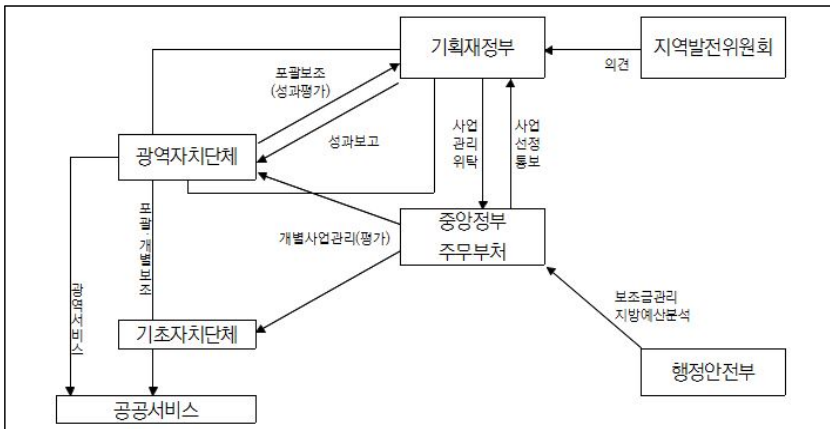 기획재정부
지역발전위원회
의견
포괄보조
(성과평가)
성과보고
사업
관리
위탁
사업
선정
통보
광역자치단체
중앙정부
주무부처
개별사업관리(평가)
포괄·개별보조
광역서비스
보조금관리
지방예산분석
기초자치단체
행정안전부
공공서비스